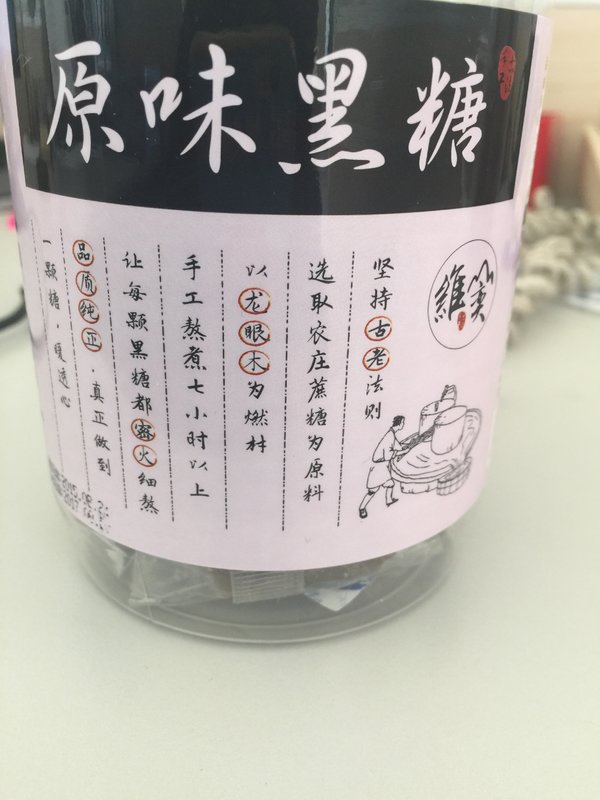 原味黑糖
維笑
坚持古老法则
选取农庄蔗糖为原料
以龙眼木为燃材
手工熬煮七小时以上
让每颗黑糖都密火细熬
品质纯正,真正做到
一颗糖,暖透心